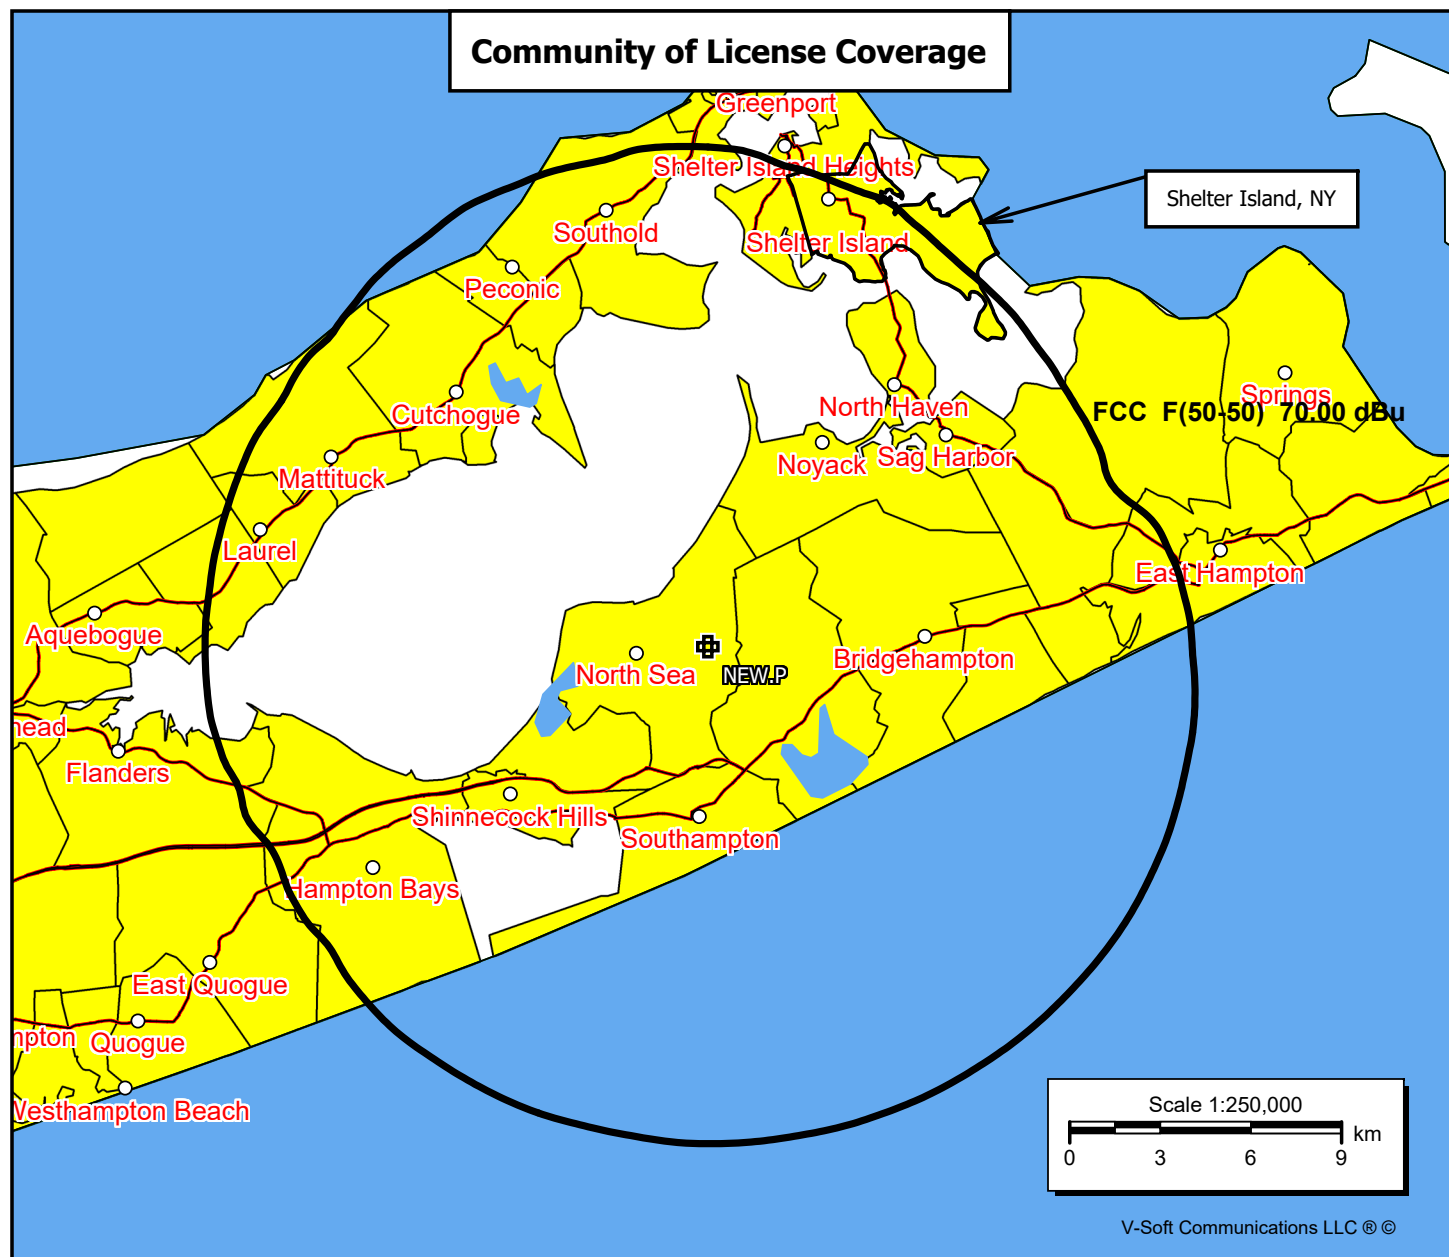 Community of License Coverage
Greenport
Shelter Island Heights
Shelter Island, NY
Southold
Shelter Island
Peconic
Springs
Cutchogue
North Haven
FCC F(50-50) 70.00 dBu
Mattituck
Noyack
Sag Harbor
Laurel
East Hampton
Aquebogue
North Sea
NEW.P
Bridgehampton
head
Flanders
Shinnecock Hills
Southampton
Hampton Bays
East Quogue
mpton
Quogue
Westhampton Beach
Scale 1:250,000
km
0 3 6 9
V-Soft Communications LLC ® ©